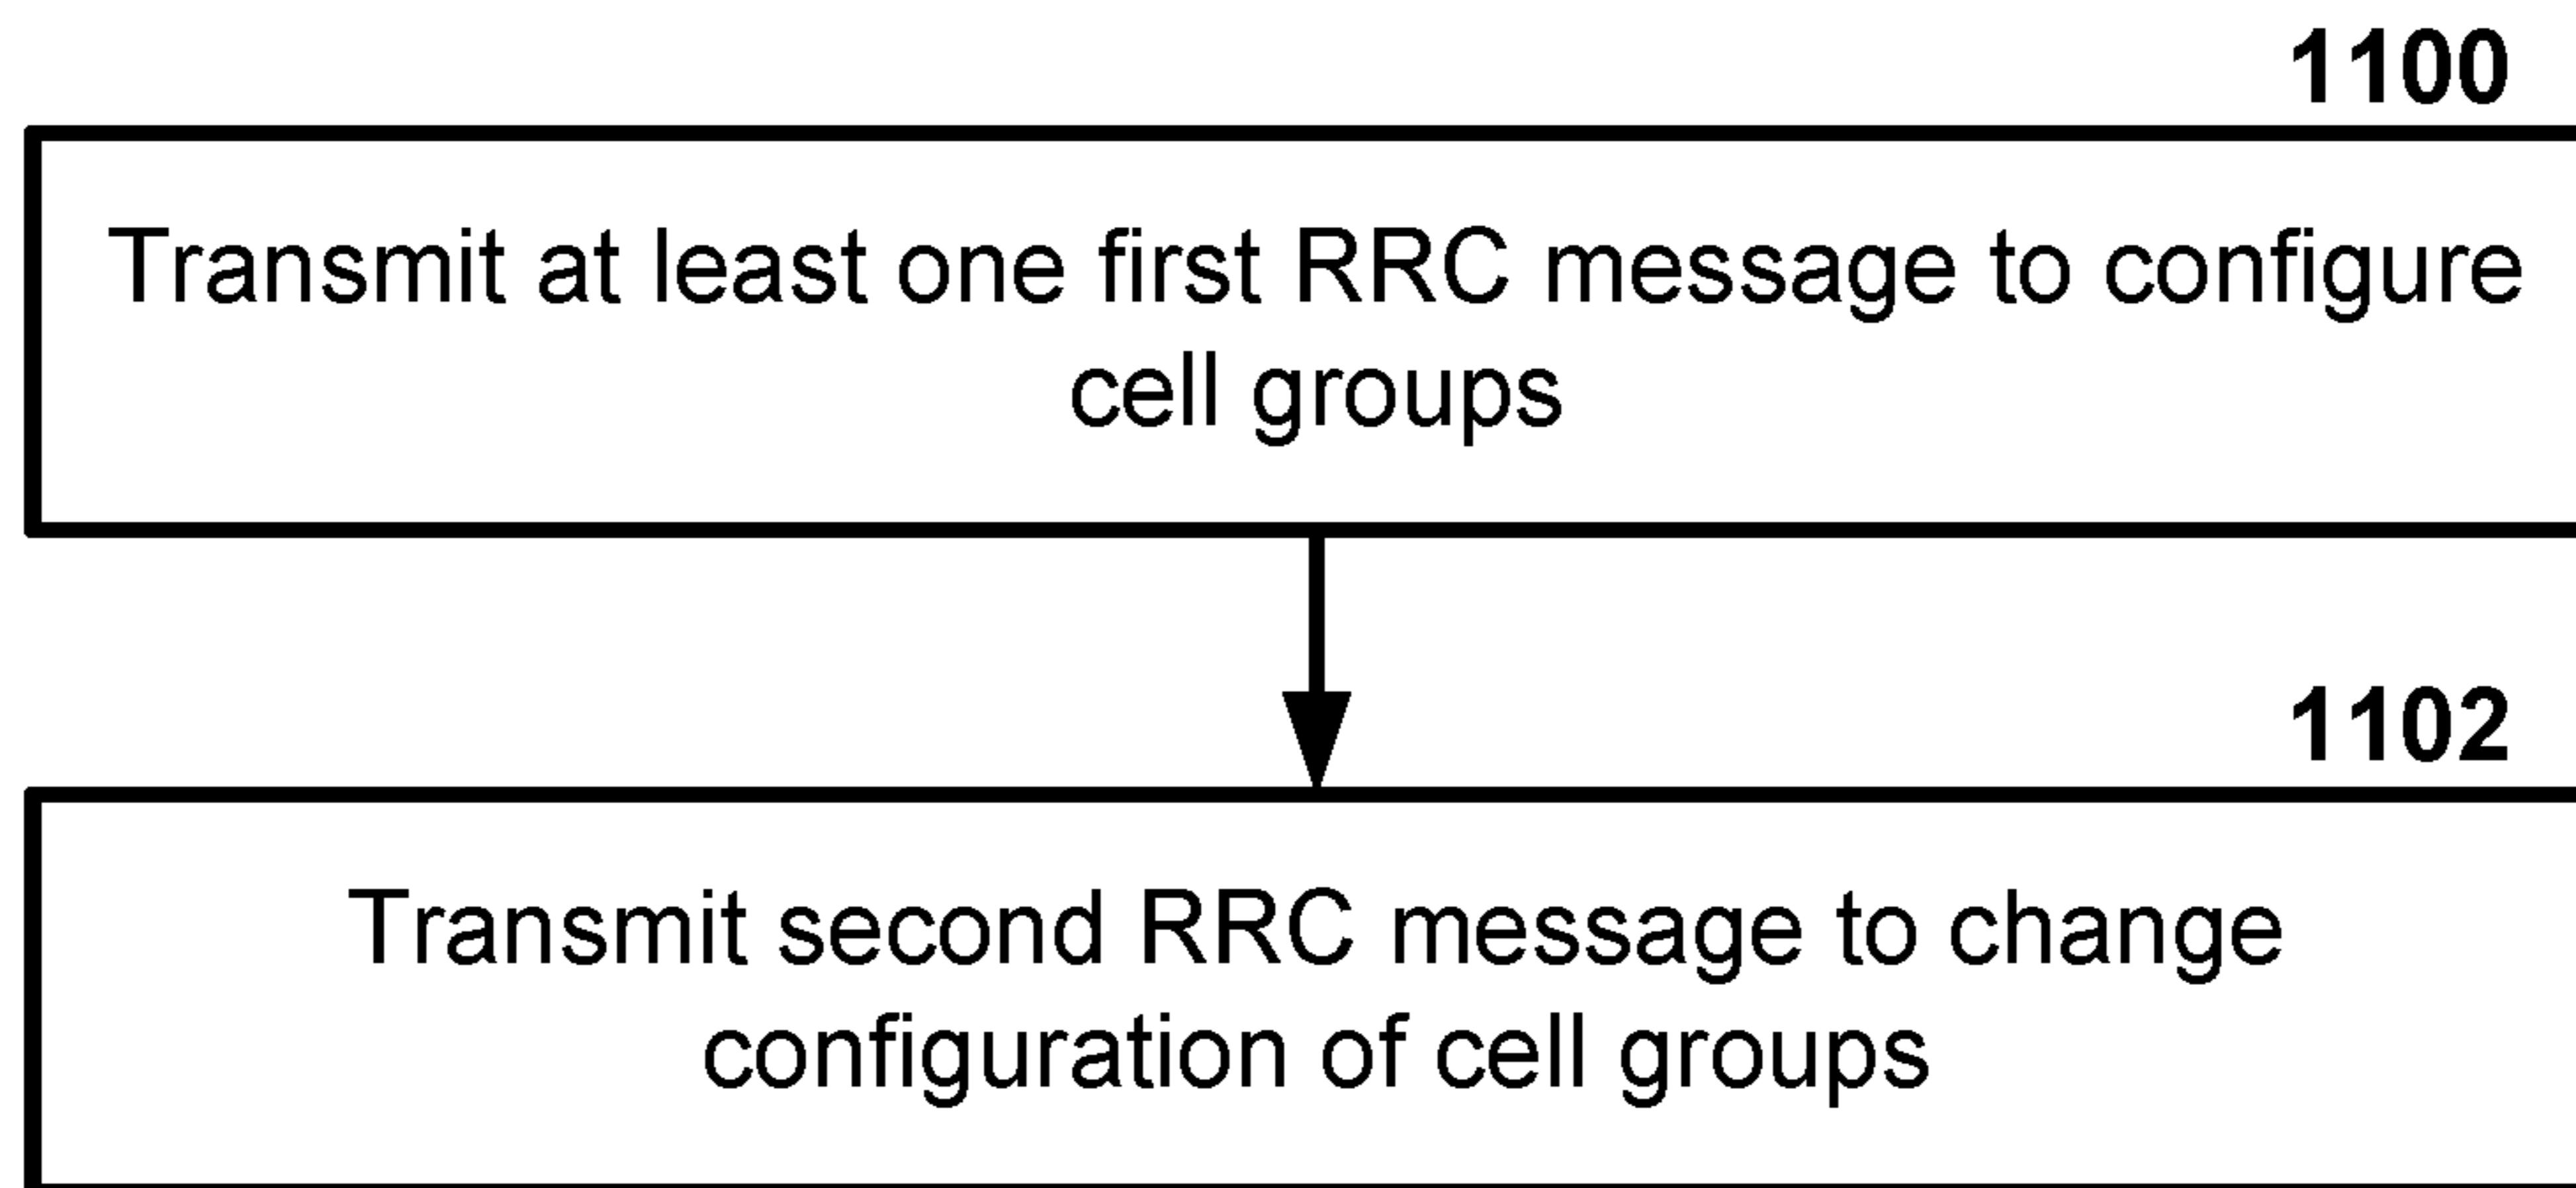 1100
Transmit at least one first RRC message to configure
cell groups
1102
Transmit second RRC message to change
configuration of cell groups